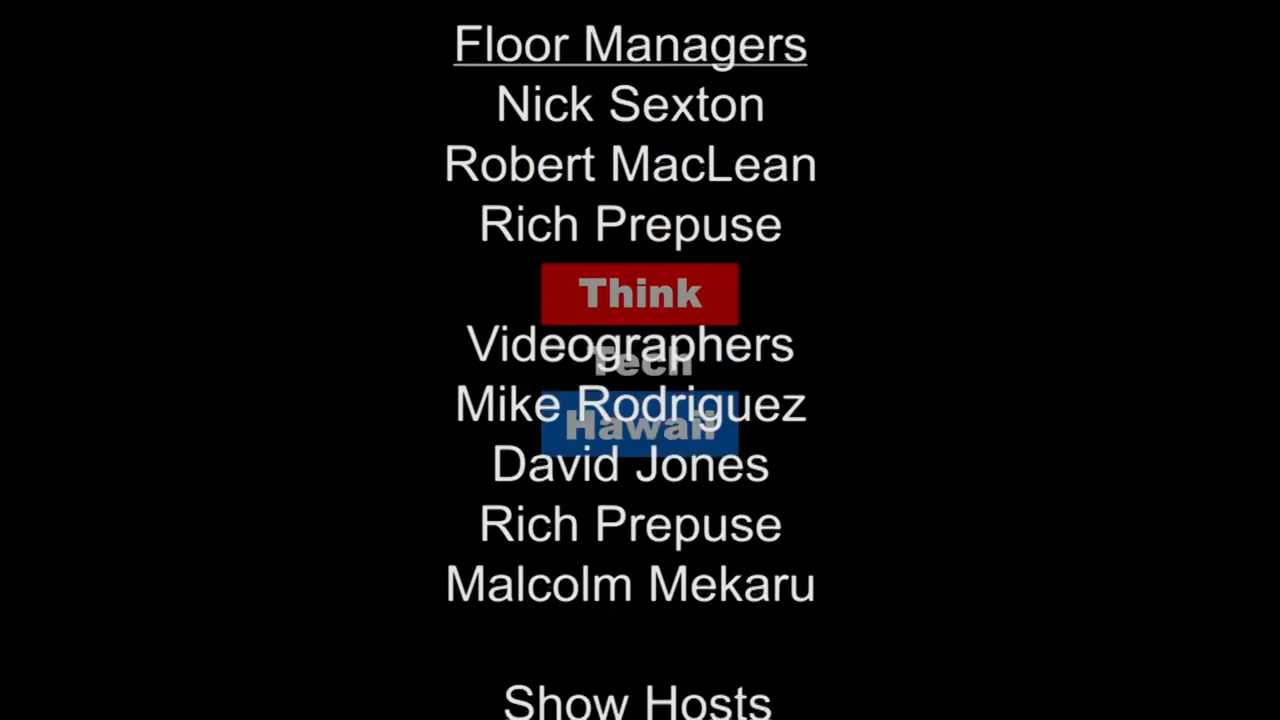 Floor Managers
Nick Sexton
Robert MacLean
Rich Prepuse
Think
Videographers
Tech
Mike Rodriguez
Hawaii
David Jones
Rich Prepuse
Malcolm Mekaru
Show Hosts